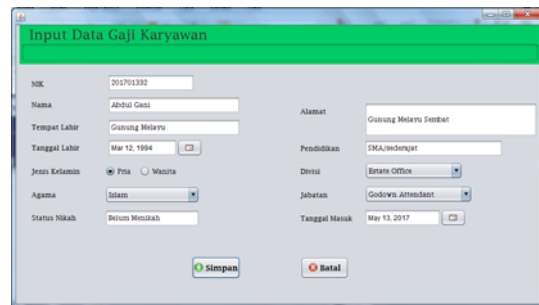 Input Data Gaji Karyawan
NIK 201701332
Nama Abdul Gani
Tempat Lahir Gunung Melayu
Tanggal Lahir Mar 12, 1994
Jenis Kelamin Pria Wanita
Agama Islam
Status Nikah Belum Menikah
Alamat Gunung Melayu Sembat
Pendidikan SMA/sederajat
Divisi Estate Office
Jabatan Godown Attendant
Tanggal Masuk May 13, 2017
Simpan Batal